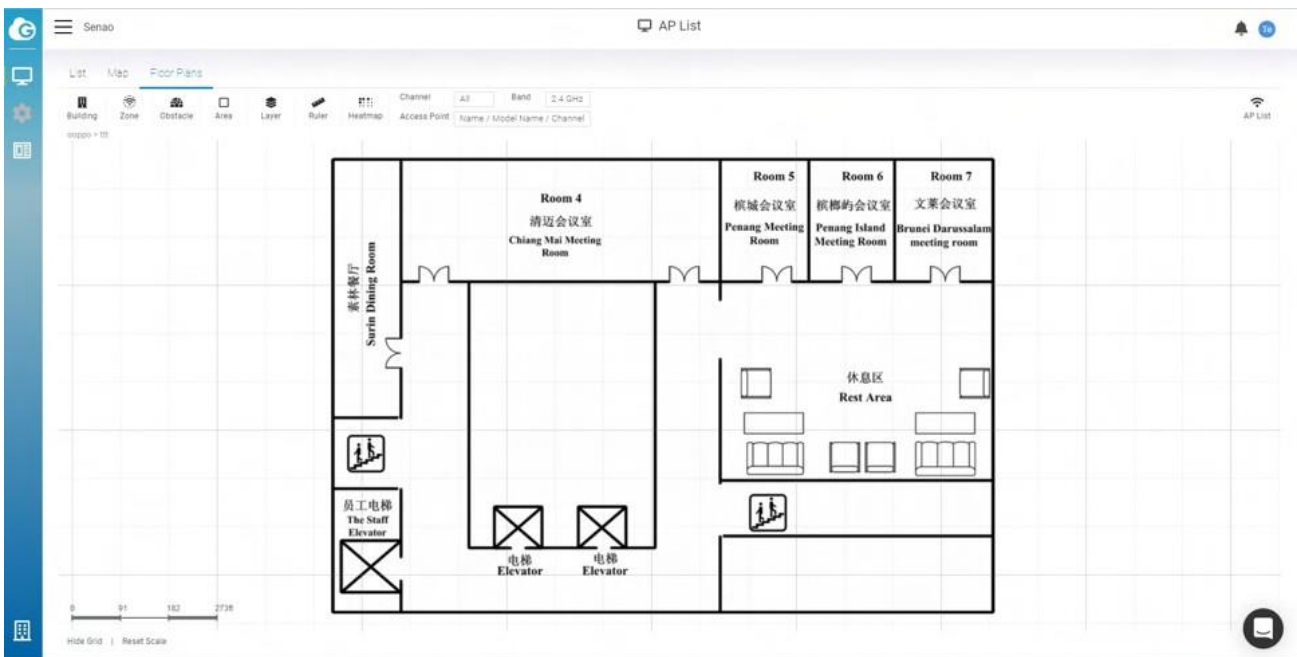 Senao
AP List
List Map Floor Plans
Building Zone Obstacle Area Layer Ruler Heatmap
Channel All Band 2.4 GHz
Access Point Name / Model Name / Channel
AP List
Te
Room 4
清迈会议室
Chiang Mai Meeting
Room
Room 5
槟城会议室
Penang Meeting
Room
Room 6
槟榔屿会议室
Penang Island
Meeting Room
Room 7
文莱会议室
Brunei Darussalam
meeting room
素林餐厅
Surin Dining Room
休息区
Rest Area
员工电梯
The Staff
Elevator
电梯
Elevator
电梯
Elevator
0 91 182 273ft
Hide Grid | Reset Scale